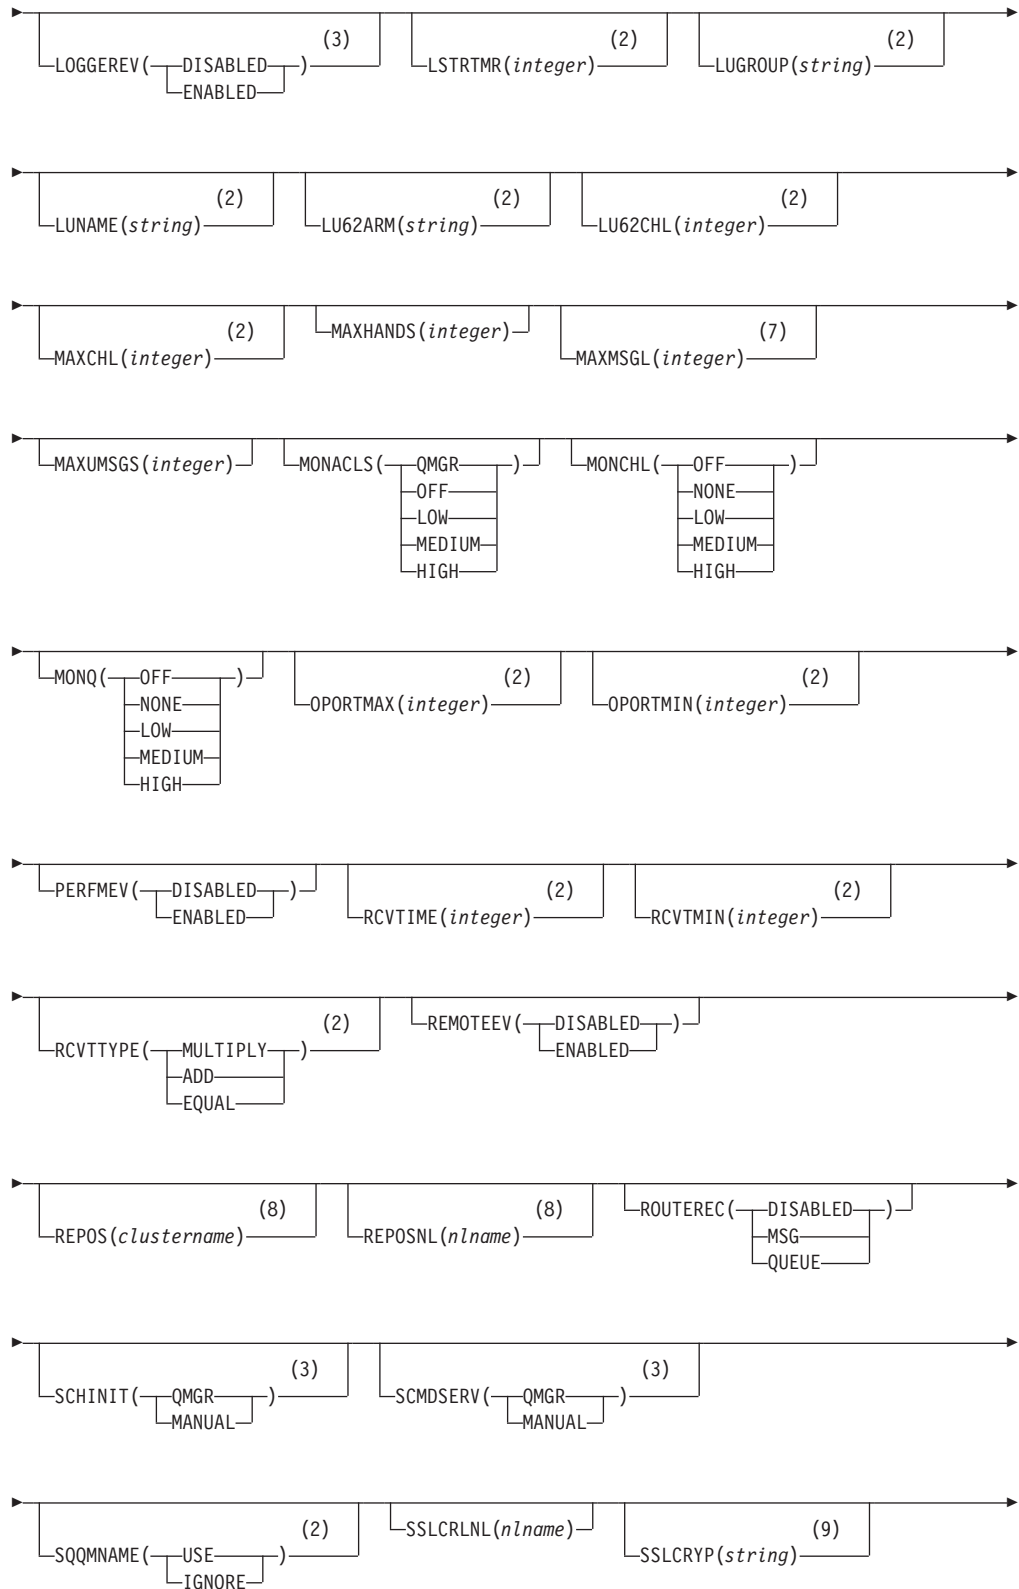 (3) (2) (2)
LOGGEREV( DISABLED ) LSTRTMR(integer) LUGROUP(string)
ENABLED
(2) (2) (2)
LUNAME(string) LU62ARM(string) LU62CHL(integer)
(2) MAXHANDS(integer) (7)
MAXCHL(integer) MAXMSGL(integer)
MAXUMSGS(integer) MONACLS( QMGR ) MONCHL( OFF )
OFF NONE
LOW LOW
MEDIUM MEDIUM
HIGH HIGH
MONQ( OFF ) (2) (2)
NONE OPORTMAX(integer) OPORTMIN(integer)
LOW
MEDIUM
HIGH
PERFMEV( DISABLED ) (2) (2)
ENABLED RCVTIME(integer) RCVTMIN(integer)
(2) REMOTEEV( DISABLED )
RCVTTYPE( MULTIPLY ) ENABLED
ADD
EQUAL
(8) (8) ROUTEREC( DISABLED )
REPOS(clustername) REPOSNL(nlname) MSG
QUEUE
(3) (3)
SCHINIT( QMGR ) SCMDSERV( QMGR )
MANUAL MANUAL
(2) SSLCRLNL(nlname) (9)
SQQMNAME( USE ) SSLCRYP(string)
IGNORE